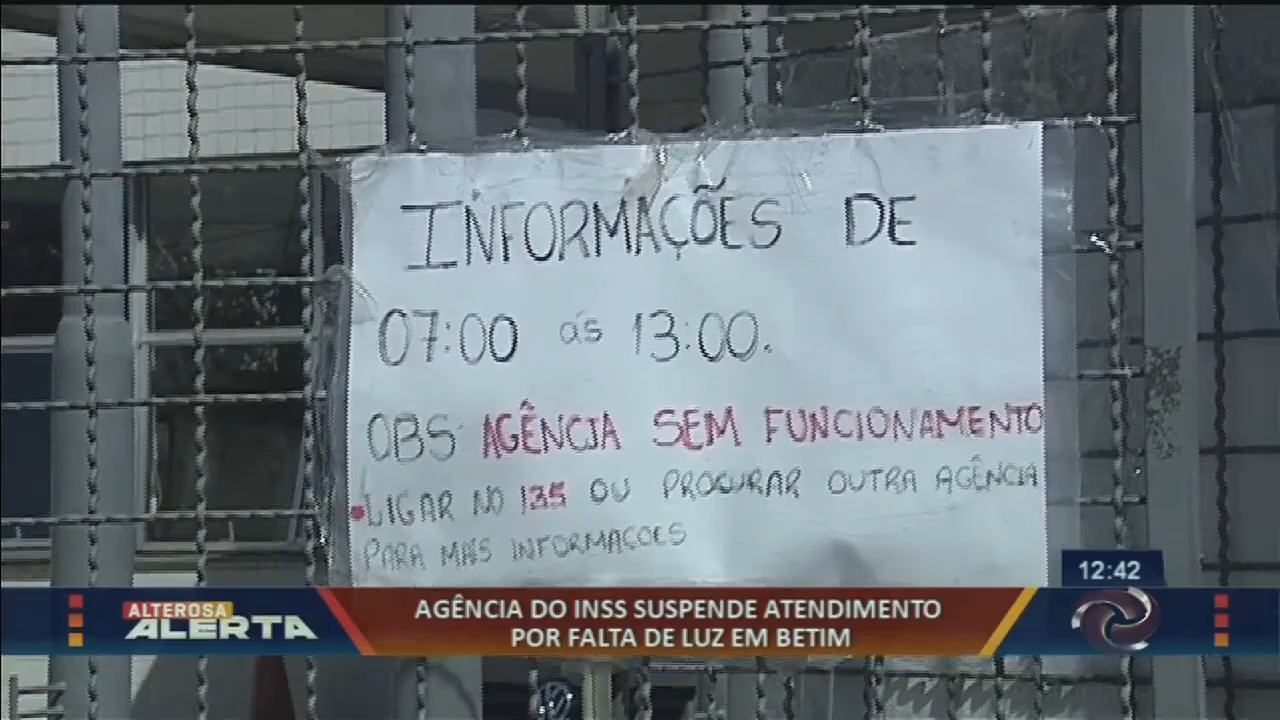 INFORMAÇÕES DE
07:00 ás 13:00.
OBS: AGÊNCIA SEM FUNCIONAMENTO
•LIGAR NO 135 OU PROCURAR OUTRA AGÊNCIA
PARA MAIS INFORMAÇOES
12:42
ALTEROSA
ALERTA
AGÊNCIA DO INSS SUSPENDE ATENDIMENTO
POR FALTA DE LUZ EM BETIM